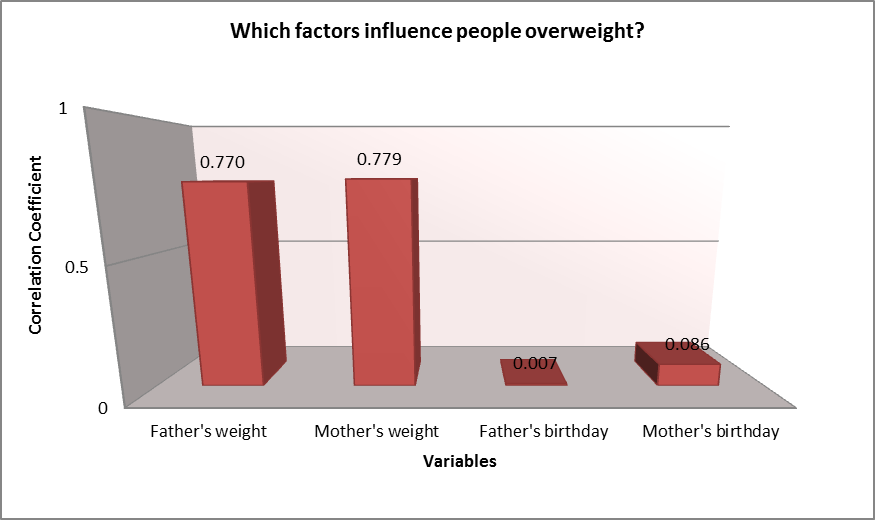 Which factors influence people overweight?
1
0.5
0
Correlation Coefficient
0.770
0.779
0.007
0.086
Father's weight
Mother's weight
Father's birthday
Mother's birthday
Variables